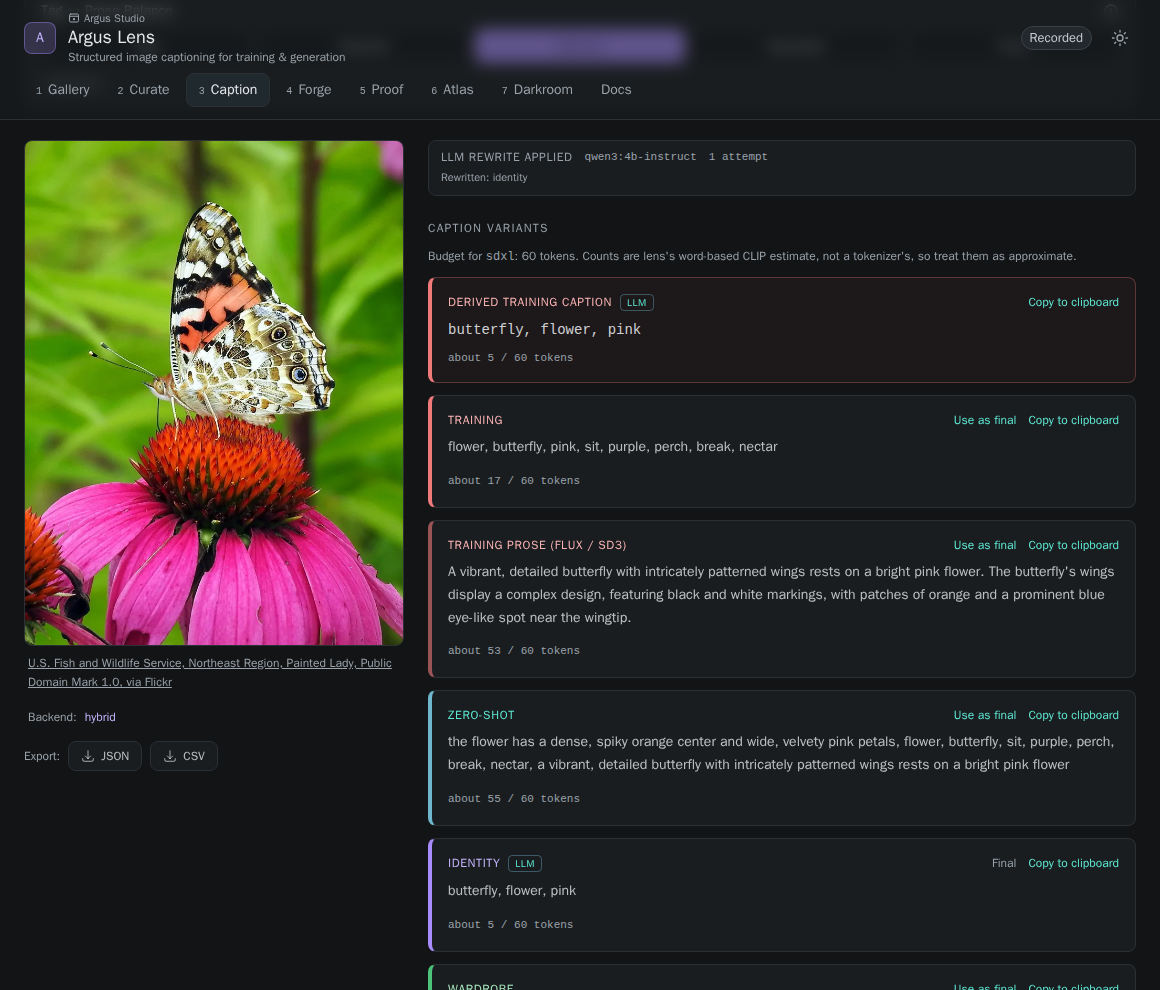 Argus Studio
A
Argus Lens
Structured image captioning for training & generation
Recorded
1 Gallery 2 Curate 3 Caption 4 Forge 5 Proof 6 Atlas 7 Darkroom Docs
LLM REWRITE APPLIED qwen3:4b-instruct 1 attempt
Rewritten: identity
CAPTION VARIANTS
Budget for sdxl: 60 tokens. Counts are lens's word-based CLIP estimate, not a tokenizer's, so treat them as approximate.
DERIVED TRAINING CAPTION LLM Copy to clipboard
butterfly, flower, pink
about 5 / 60 tokens
TRAINING Use as final Copy to clipboard
flower, butterfly, pink, sit, purple, perch, break, nectar
about 17 / 60 tokens
TRAINING PROSE (FLUX / SD3) Use as final Copy to clipboard
A vibrant, detailed butterfly with intricately patterned wings rests on a bright pink flower. The butterfly's wings
display a complex design, featuring black and white markings, with patches of orange and a prominent blue
eye-like spot near the wingtip.
about 53 / 60 tokens
ZERO-SHOT Use as final Copy to clipboard
the flower has a dense, spiky orange center and wide, velvety pink petals, flower, butterfly, sit, purple, perch,
break, nectar, a vibrant, detailed butterfly with intricately patterned wings rests on a bright pink flower
about 55 / 60 tokens
IDENTITY LLM Final Copy to clipboard
butterfly, flower, pink
about 5 / 60 tokens
WARDROBE Use as final Copy to clipboard
U.S. Fish and Wildlife Service, Northeast Region, Painted Lady, Public
Domain Mark 1.0, via Flickr
Backend: hybrid
Export: JSON CSV